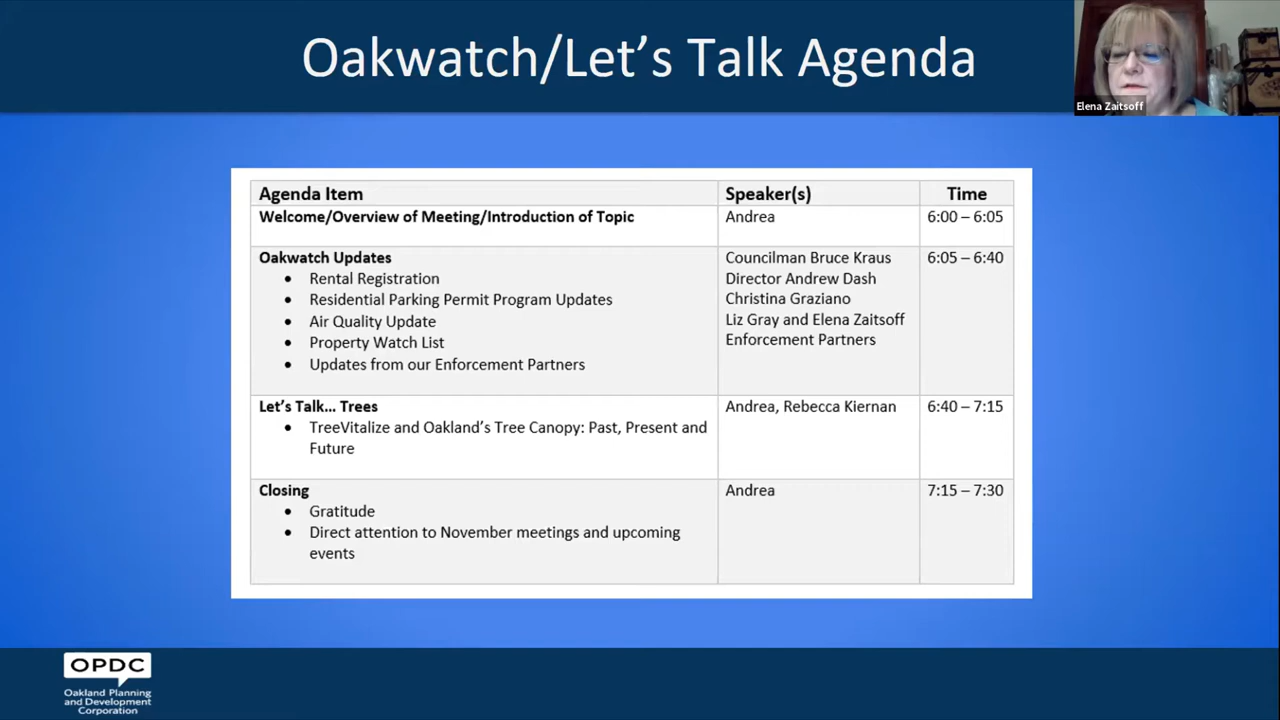 Oakwatch/Let's Talk Agenda
Elena Zaitsoff
Agenda Item Speaker(s) Time
Welcome/Overview of Meeting/Introduction of Topic Andrea 6:00 – 6:05
Oakwatch Updates Councilman Bruce Kraus 6:05 – 6:40
• Rental Registration Director Andrew Dash
• Residential Parking Permit Program Updates Christina Graziano
• Air Quality Update Liz Gray and Elena Zaitsoff
• Property Watch List Enforcement Partners
• Updates from our Enforcement Partners
Let's Talk… Trees Andrea, Rebecca Kiernan 6:40 – 7:15
• TreeVitalize and Oakland's Tree Canopy: Past, Present and
Future
Closing Andrea 7:15 – 7:30
• Gratitude
• Direct attention to November meetings and upcoming
events
OPDC
Oakland Planning
and Development
Corporation